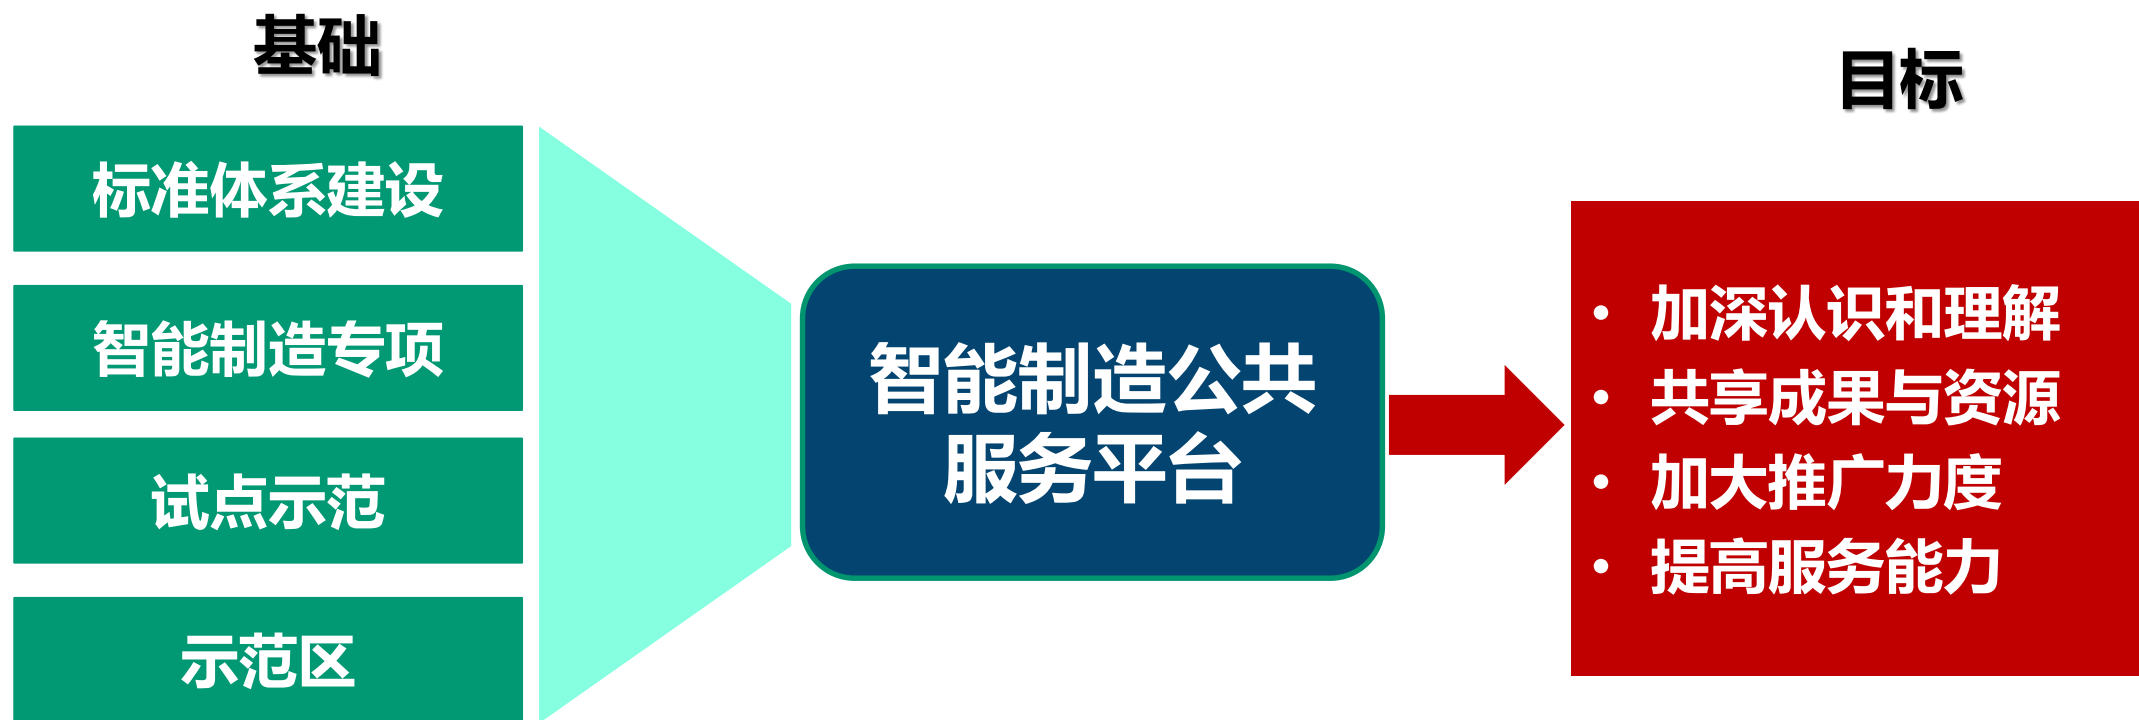 基础
标准体系建设
智能制造专项
试点示范
示范区
智能制造公共
服务平台
目标
• 加深认识和理解
• 共享成果与资源
• 加大推广力度
• 提高服务能力